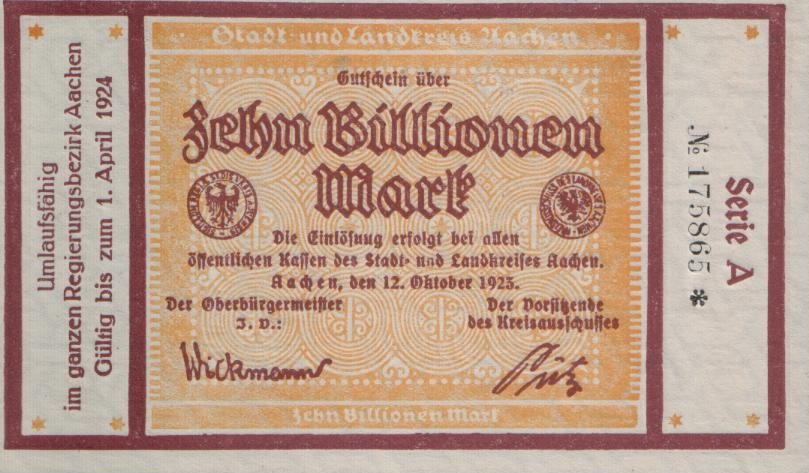 Umlaufsfähig
im ganzen Regierungsbezirk Aachen
Gültig bis zum 1. April 1924
Stadt- und Landkreis Aachen
Gutschein über
Zehn Billionen
Mark
Die Einlösung erfolgt bei allen
öffentlichen Kassen des Stadt- und Landkreises Aachen.
Aachen, den 12. Oktober 1923.
Der Oberbürgermeister
J. V.:
Wickmann
Der Vorsitzende
des Kreisausschusses
Pütz
Zehn Billionen Mark
Serie A
№ 175865 *